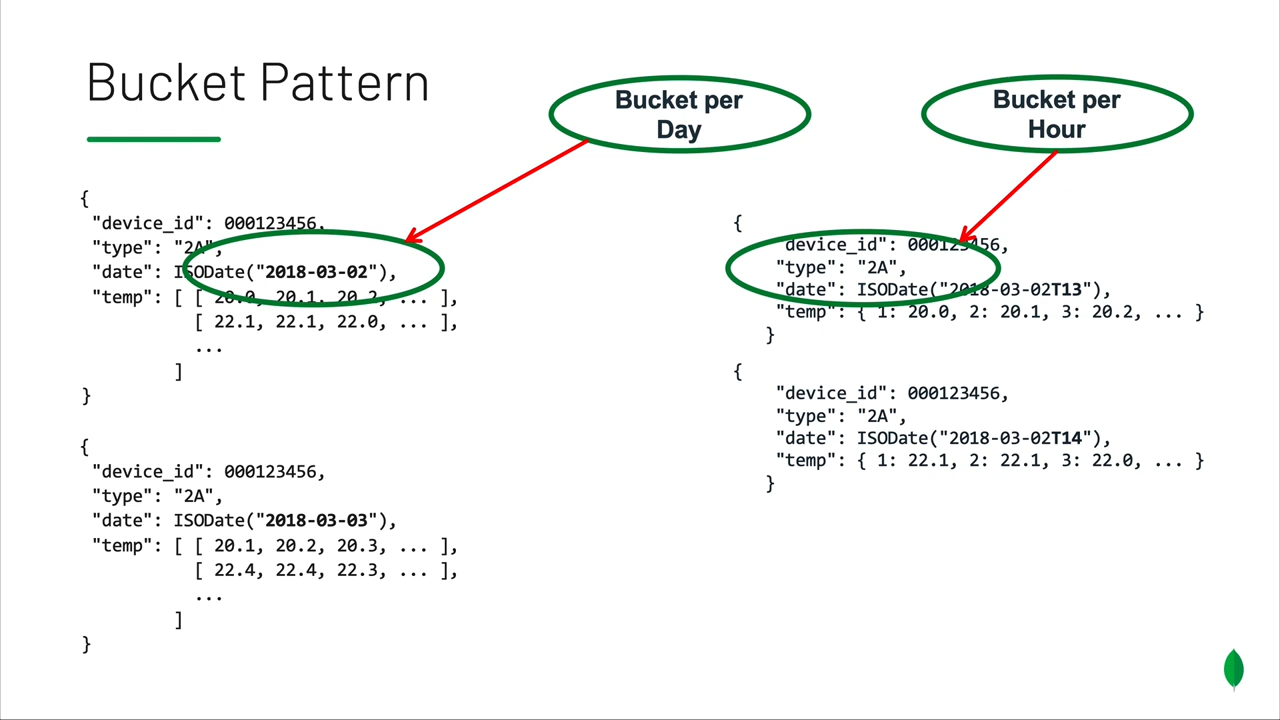 Bucket Pattern
Bucket per
Day
Bucket per
Hour
{
"device_id": 000123456,
"type": "2A",
"date": ISODate("2018-03-02"),
"temp": [ [ 20.0, 20.1, 20.2, ... ],
[ 22.1, 22.1, 22.0, ... ],
...
]
}
{
"device_id": 000123456,
"type": "2A",
"date": ISODate("2018-03-03"),
"temp": [ [ 20.1, 20.2, 20.3, ... ],
[ 22.4, 22.4, 22.3, ... ],
...
]
}
{
"device_id": 000123456,
"type": "2A",
"date": ISODate("2018-03-02T13"),
"temp": { 1: 20.0, 2: 20.1, 3: 20.2, ... }
}
{
"device_id": 000123456,
"type": "2A",
"date": ISODate("2018-03-02T14"),
"temp": { 1: 22.1, 2: 22.1, 3: 22.0, ... }
}